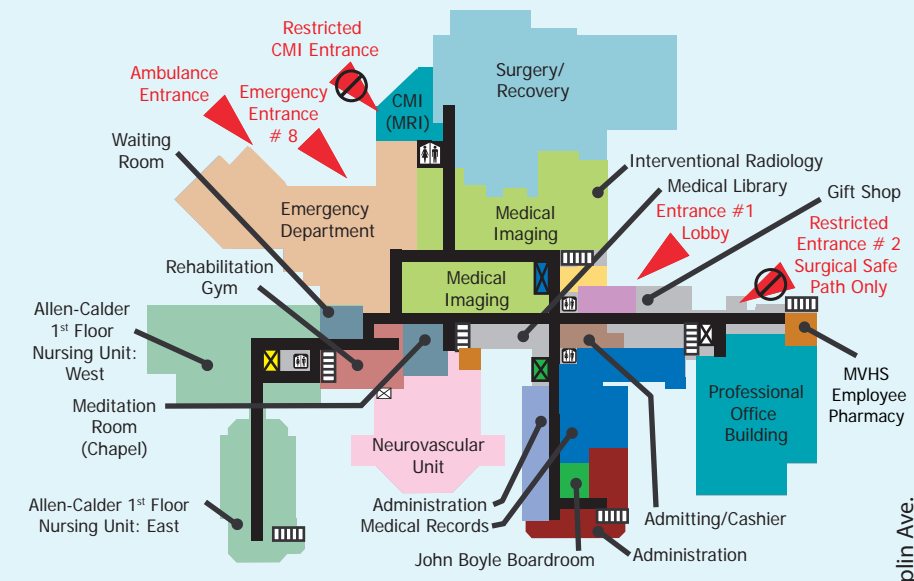 Restricted
CMI Entrance
Ambulance
Entrance
Emergency
Entrance
# 8
Waiting
Room
CMI
(MRI)
Surgery/
Recovery
Interventional Radiology
Medical Library
Gift Shop
Entrance #1
Lobby
Restricted
Entrance # 2
Surgical Safe
Path Only
Emergency
Department
Medical
Imaging
Rehabilitation
Gym
Medical
Imaging
Allen-Calder
1st Floor
Nursing Unit:
West
Meditation
Room
(Chapel)
Neurovascular
Unit
Professional
Office
Building
MVHS
Employee
Pharmacy
Allen-Calder 1st Floor
Nursing Unit: East
Administration
Medical Records
John Boyle Boardroom
Admitting/Cashier
Administration
plin Ave.